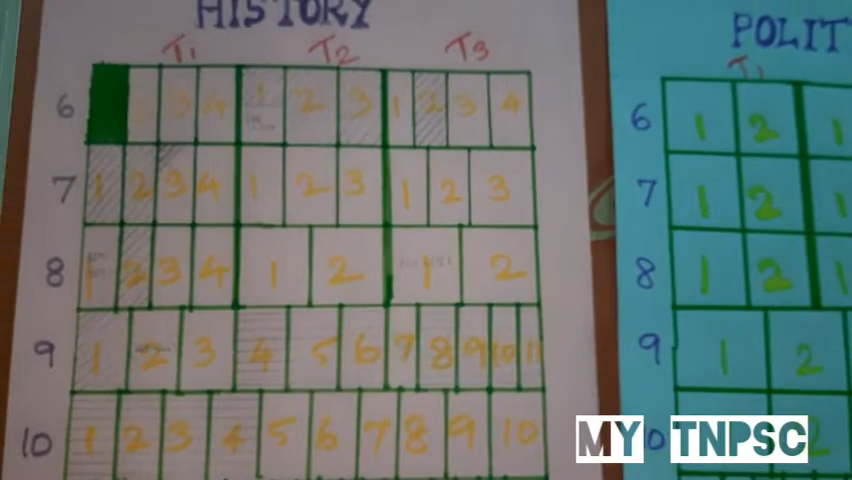 HISTORY
T1 T2 T3
6 2 3 4 1 2 3 1 2 3 4
7 1 2 3 4 1 2 3 1 2 3
8 1 2 3 4 1 2 1 2
9 1 2 3 4 5 6 7 8 9 10 11
10 1 2 3 4 5 6 7 8 9 10
POLIT
T1
6 1 2 1
7 1 2 1
8 1 2 1
9 1 2
10 2
MY TNPSC